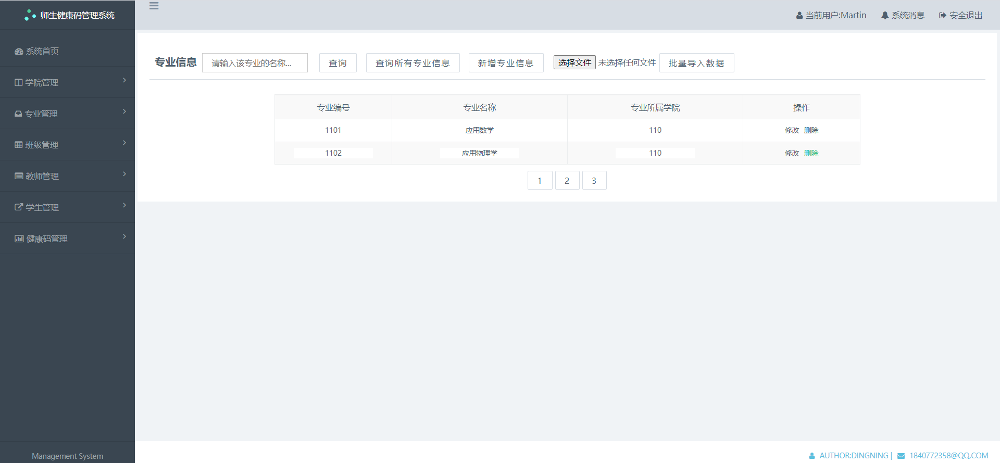 师生健康码管理系统
当前用户:Martin 系统消息 安全退出
系统首页
学院管理
专业管理
班级管理
教师管理
学生管理
健康码管理
Management System
专业信息 请输入该专业的名称... 查询 查询所有专业信息 新增专业信息 选择文件 未选择任何文件 批量导入数据
专业编号 专业名称 专业所属学院 操作
1101 应用数学 110 修改 删除
1102 应用物理学 110 修改 删除
1 2 3
AUTHOR:DINGNING | 1840772358@QQ.COM